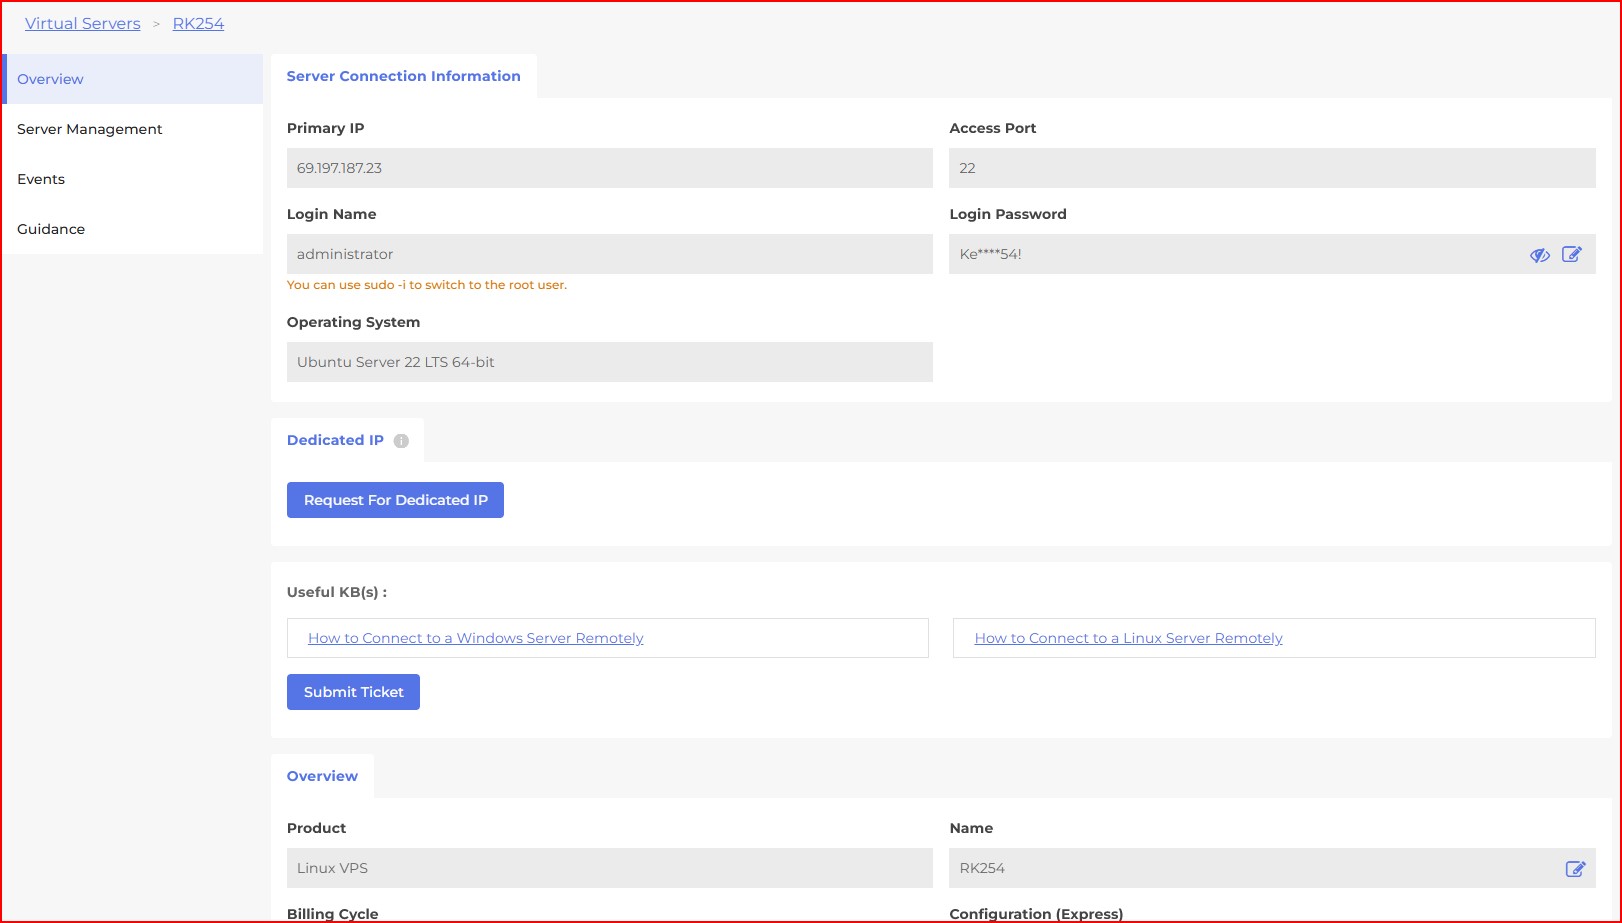 Virtual Servers > RK254
Overview
Server Management
Events
Guidance
Server Connection Information
Primary IP
69.197.187.23
Access Port
22
Login Name
administrator
You can use sudo -i to switch to the root user.
Login Password
Ke****54!
Operating System
Ubuntu Server 22 LTS 64-bit
Dedicated IP
Request For Dedicated IP
Useful KB(s) :
How to Connect to a Windows Server Remotely
How to Connect to a Linux Server Remotely
Submit Ticket
Overview
Product
Linux VPS
Name
RK254
Billing Cycle
Configuration (Express)